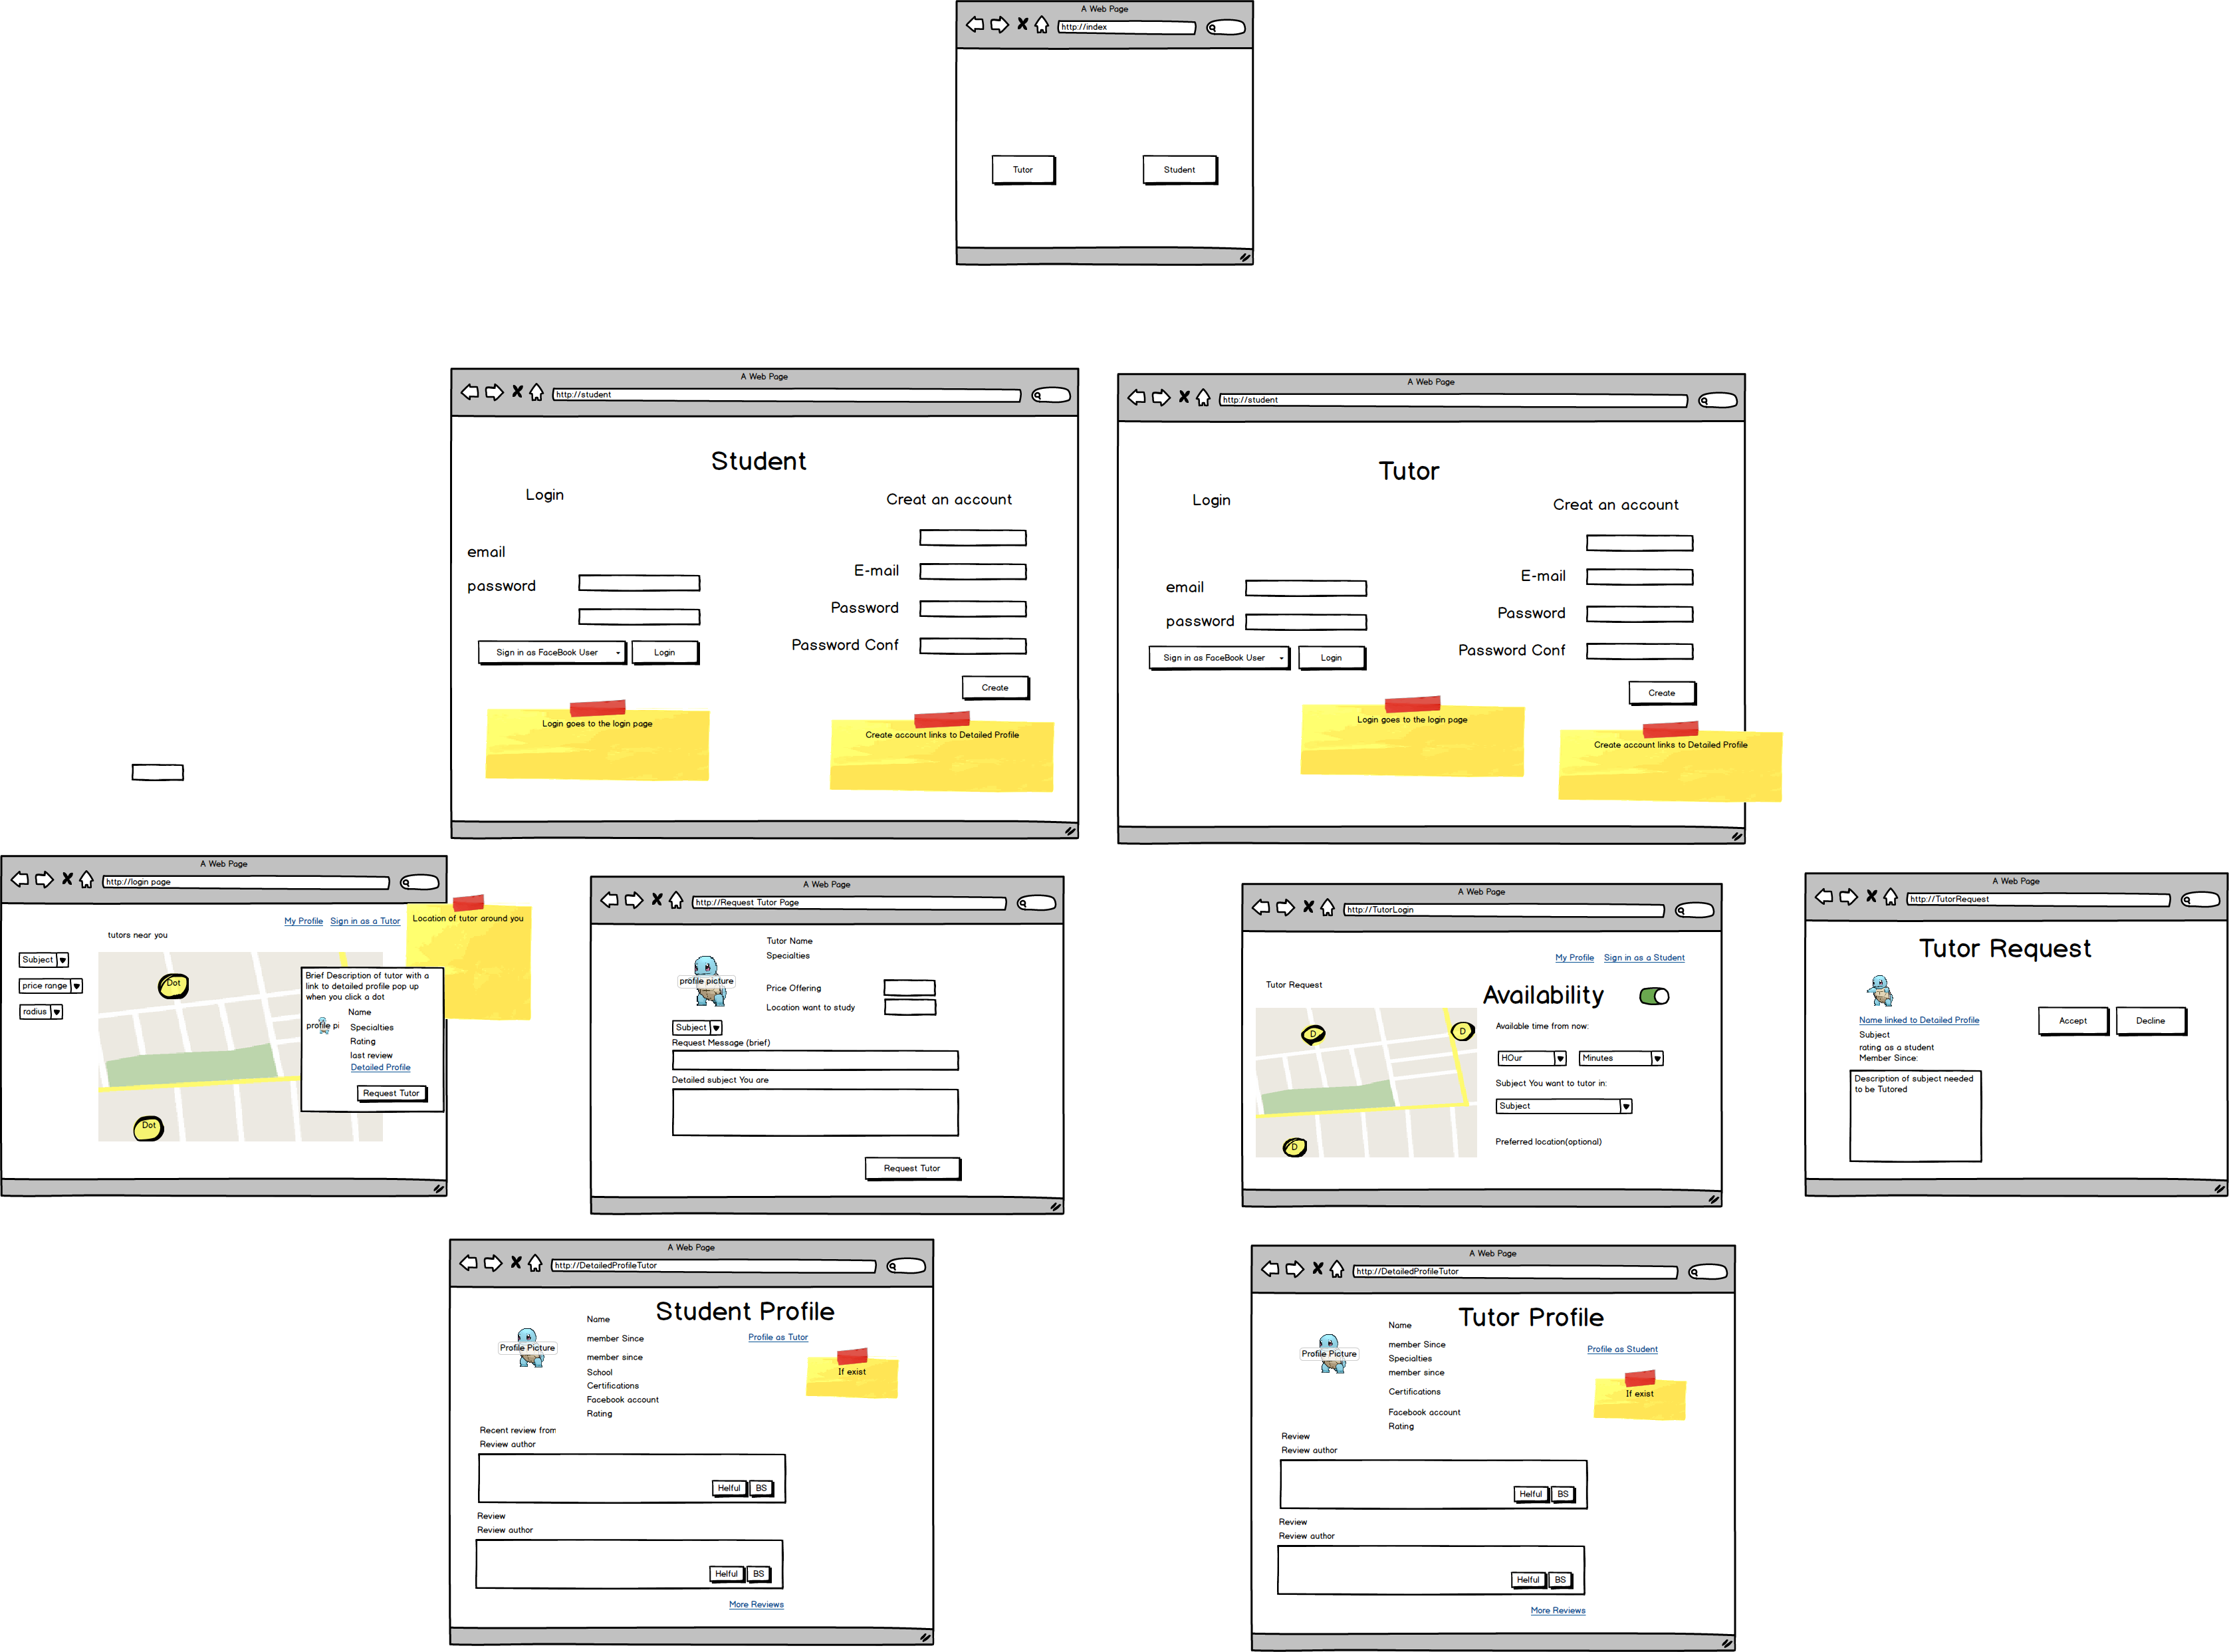 A Web Page
http://index
Tutor
Student
A Web Page
http://student
Student
Login
Creat an account
email
password
E-mail
Password
Password Conf
Sign in as FaceBook User
Login
Create
Login goes to the login page
Create account links to Detailed Profile
A Web Page
http://student
Tutor
Login
Creat an account
email
password
E-mail
Password
Password Conf
Sign in as FaceBook User
Login
Create
Login goes to the login page
Create account links to Detailed Profile
A Web Page
http://login page
My Profile
Sign in as a Tutor
Location of tutor around you
tutors near you
Subject
price range
radius
Dot
Dot
Brief Description of tutor with a
link to detailed profile pop up
when you click a dot
Name
profile pi
Specialties
Rating
last review
Detailed Profile
Request Tutor
A Web Page
http://Request Tutor Page
Tutor Name
Specialties
profile picture
Price Offering
Location want to study
Subject
Request Message (brief)
Detailed subject You are
Request Tutor
A Web Page
http://TutorLogin
My Profile
Sign in as a Student
Tutor Request
Availability
D
D
D
Available time from now:
HOur
Minutes
Subject You want to tutor in:
Subject
Preferred location(optional)
A Web Page
http://TutorRequest
Tutor Request
Name linked to Detailed Profile
Subject
rating as a student
Member Since:
Accept
Decline
Description of subject needed
to be Tutored
A Web Page
http://DetailedProfileTutor
Student Profile
Name
Profile Picture
member Since
member since
School
Certifications
Facebook account
Rating
Profile as Tutor
If exist
Recent review from
Review author
Helful
BS
Review
Review author
Helful
BS
More Reviews
A Web Page
http://DetailedProfileTutor
Tutor Profile
Name
Profile Picture
member Since
Specialties
member since
Certifications
Facebook account
Rating
Profile as Student
If exist
Review
Review author
Helful
BS
Review
Review author
Helful
BS
More Reviews